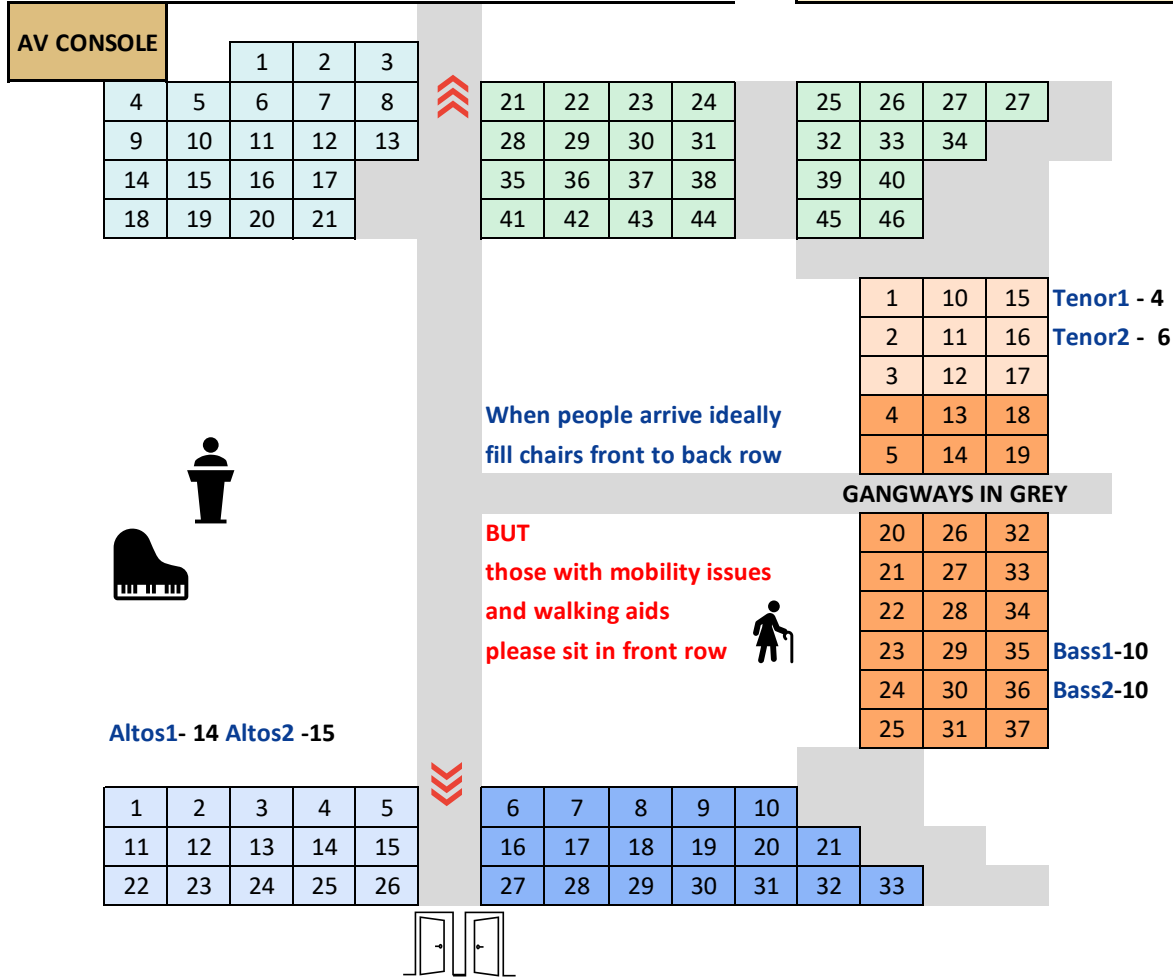 AV CONSOLE
1 2 3
4 5 6 7 8 21 22 23 24 25 26 27 27
9 10 11 12 13 28 29 30 31 32 33 34
14 15 16 17 35 36 37 38 39 40
18 19 20 21 41 42 43 44 45 46
1 10 15 Tenor1 - 4
2 11 16 Tenor2 - 6
3 12 17
When people arrive ideally 4 13 18
fill chairs front to back row 5 14 19
GANGWAYS IN GREY
BUT 20 26 32
those with mobility issues 21 27 33
and walking aids 22 28 34
please sit in front row 23 29 35 Bass1-10
24 30 36 Bass2-10
Altos1- 14 Altos2 -15 25 31 37
1 2 3 4 5 6 7 8 9 10
11 12 13 14 15 16 17 18 19 20 21
22 23 24 25 26 27 28 29 30 31 32 33